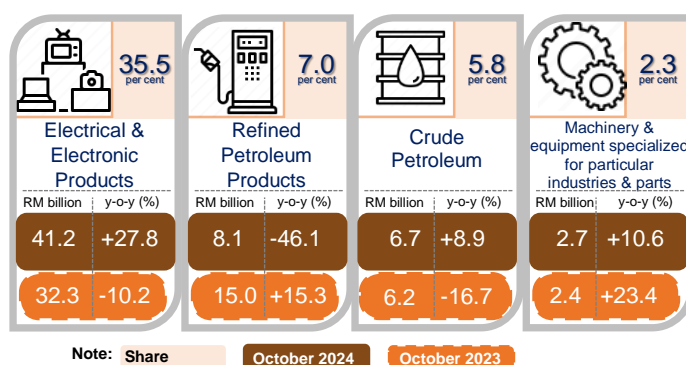 35.5
per cent
Electrical &
Electronic
Products
RM billion y-o-y (%)
41.2 +27.8
32.3 -10.2
7.0
per cent
Refined
Petroleum
Products
RM billion y-o-y (%)
8.1 -46.1
15.0 +15.3
5.8
per cent
Crude
Petroleum
RM billion y-o-y (%)
6.7 +8.9
6.2 -16.7
2.3
per cent
Machinery &
equipment specialized
for particular
industries & parts
RM billion y-o-y (%)
2.7 +10.6
2.4 +23.4
Note: Share October 2024 October 2023